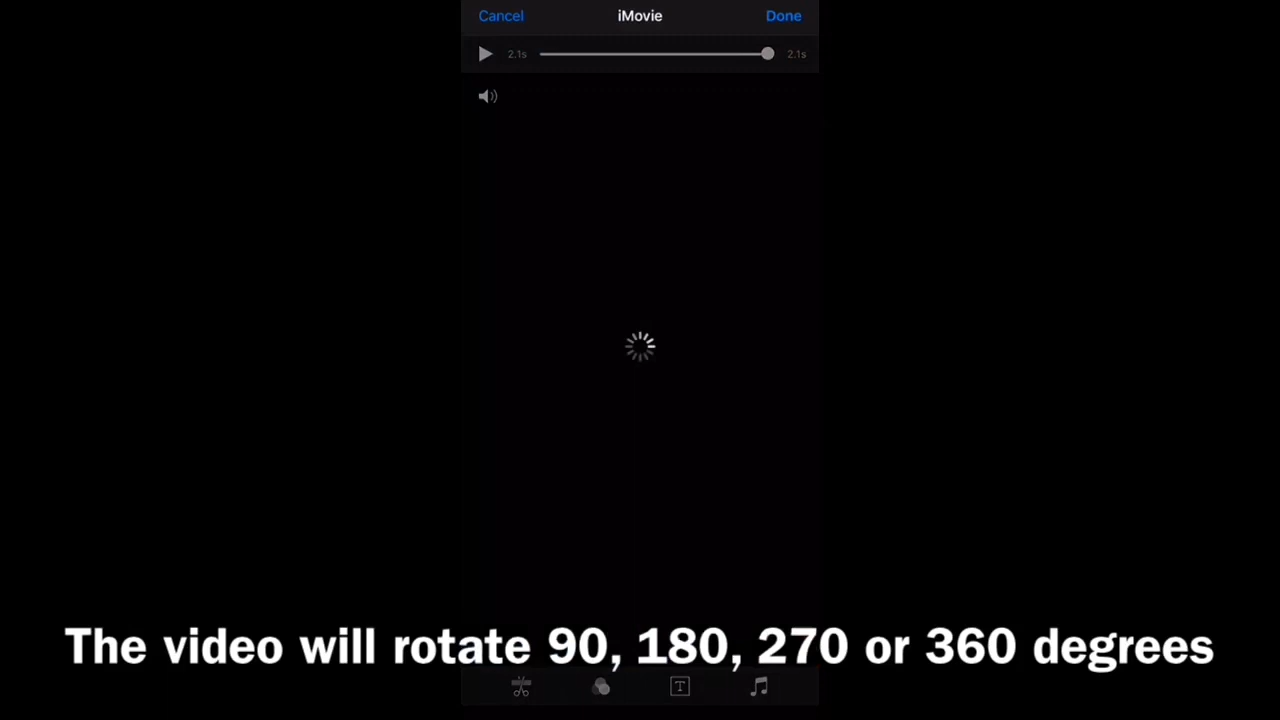 Cancel iMovie Done
2.1s 2.1s
T
The video will rotate 90, 180, 270 or 360 degrees